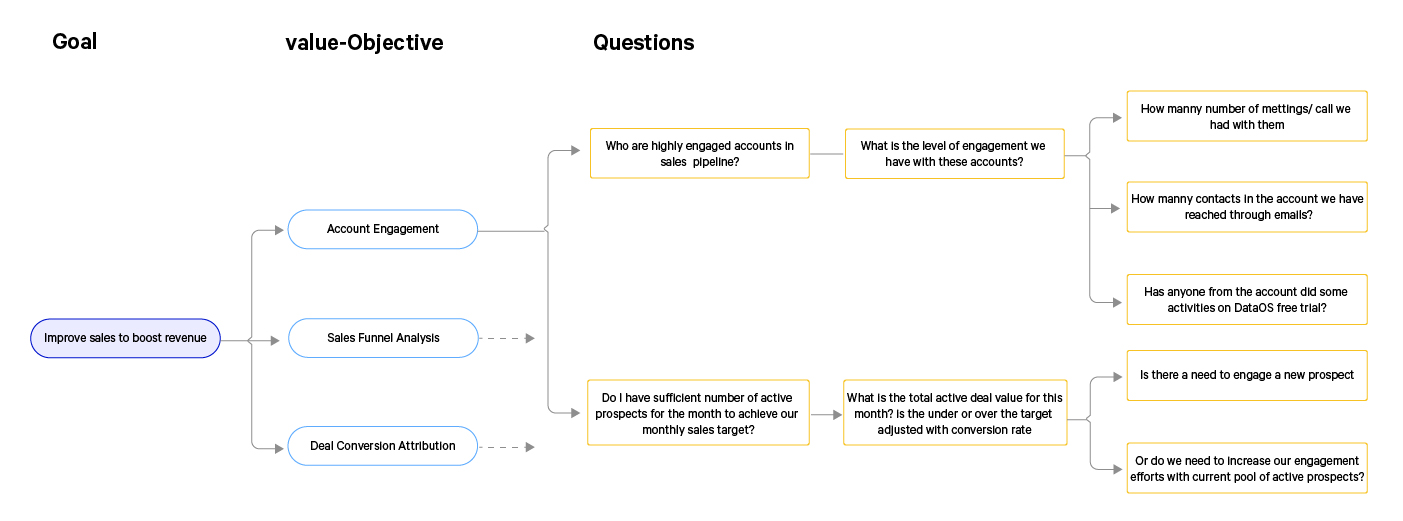 Goal
value-Objective
Questions
Improve sales to boost revenue
Account Engagement
Sales Funnel Analysis
Deal Conversion Attribution
Who are highly engaged accounts in
sales pipeline?
What is the level of engagement we
have with these accounts?
How manny number of mettings/ call we
had with them
How manny contacts in the account we have
reached through emails?
Has anyone from the account did some
activities on DataOS free trial?
Do I have sufficient number of active
prospects for the month to achieve our
monthly sales target?
What is the total active deal value for this
month? Is the under or over the target
adjusted with conversion rate
Is there a need to engage a new prospect
Or do we need to increase our engagement
efforts with current pool of active prospects?